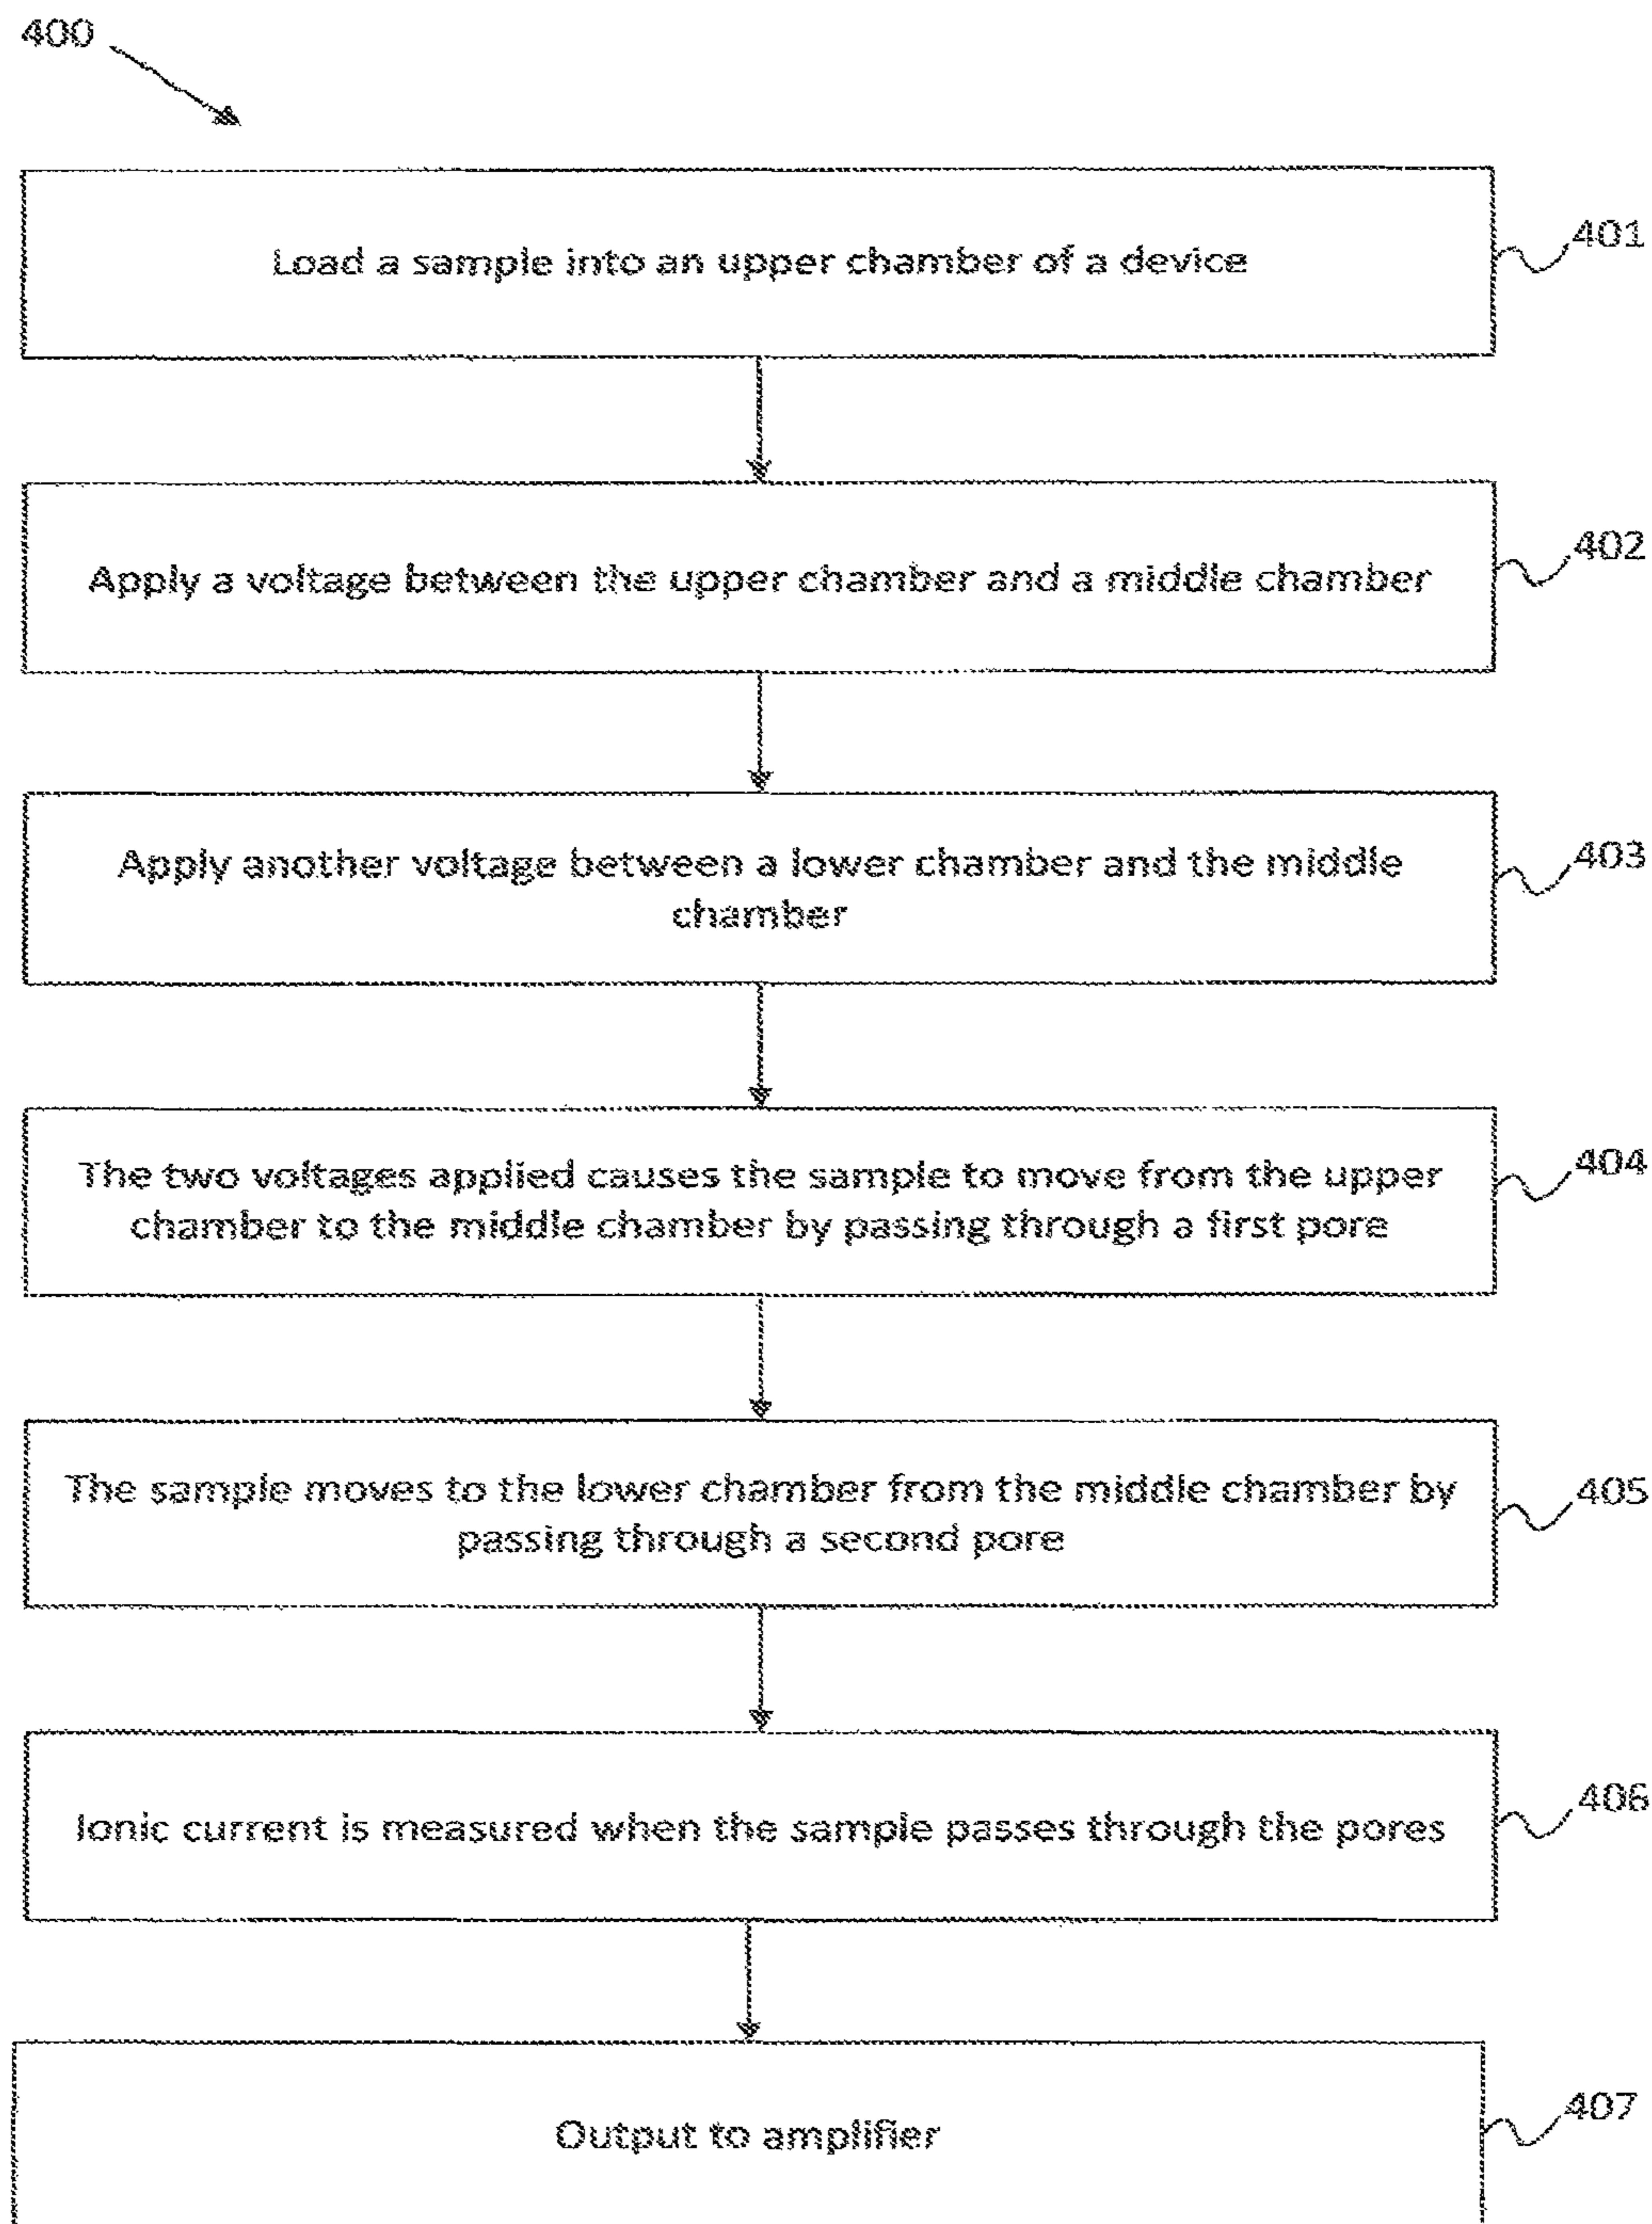 400
Load a sample into an upper chamber of a device
401
Apply a voltage between the upper chamber and a middle chamber
402
Apply another voltage between a lower chamber and the middle
chamber
403
The two voltages applied causes the sample to move from the upper
chamber to the middle chamber by passing through a first pore
404
The sample moves to the lower chamber from the middle chamber by
passing through a second pore
405
Ionic current is measured when the sample passes through the pores
406
Output to amplifier
407